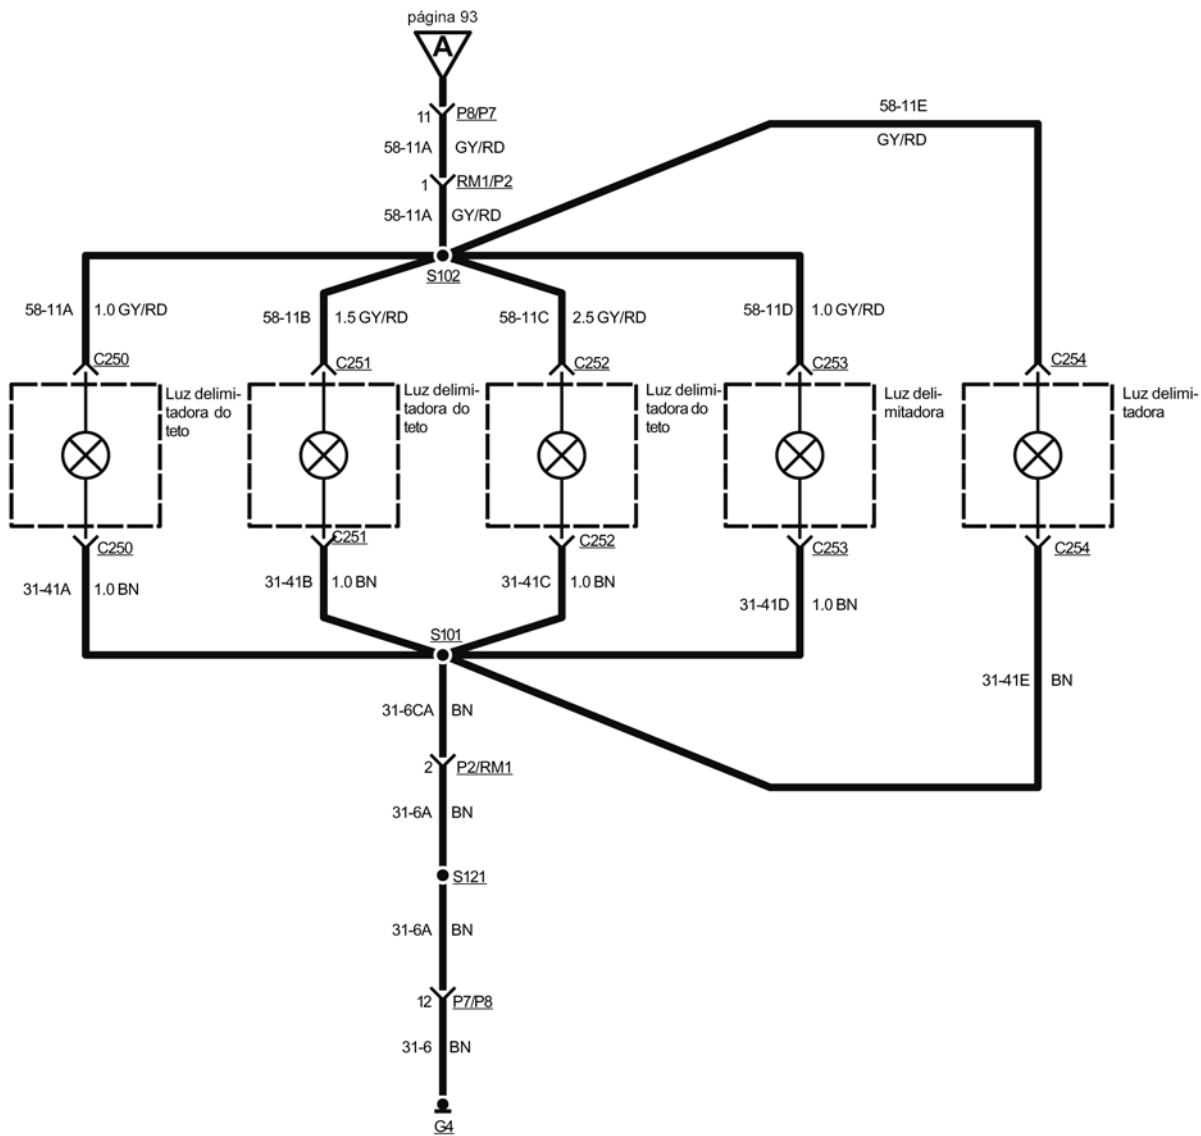 página 93
A
11 P8/P7
58-11A GY/RD
1 RM1/P2
58-11A GY/RD
58-11E
GY/RD
S102
58-11A 1.0 GY/RD
58-11B 1.5 GY/RD
58-11C 2.5 GY/RD
58-11D 1.0 GY/RD
C250
C251
C252
C253
C254
Luz delimi-
tadora do
teto
Luz delimi-
tadora do
teto
Luz delimi-
tadora do
teto
Luz deli-
mitadora
Luz delimi-
tadora
C250
C251
C252
C253
C254
31-41A 1.0 BN
31-41B 1.0 BN
31-41C 1.0 BN
31-41D 1.0 BN
S101
31-41E BN
31-6CA BN
2 P2/RM1
31-6A BN
S121
31-6A BN
12 P7/P8
31-6 BN
G4